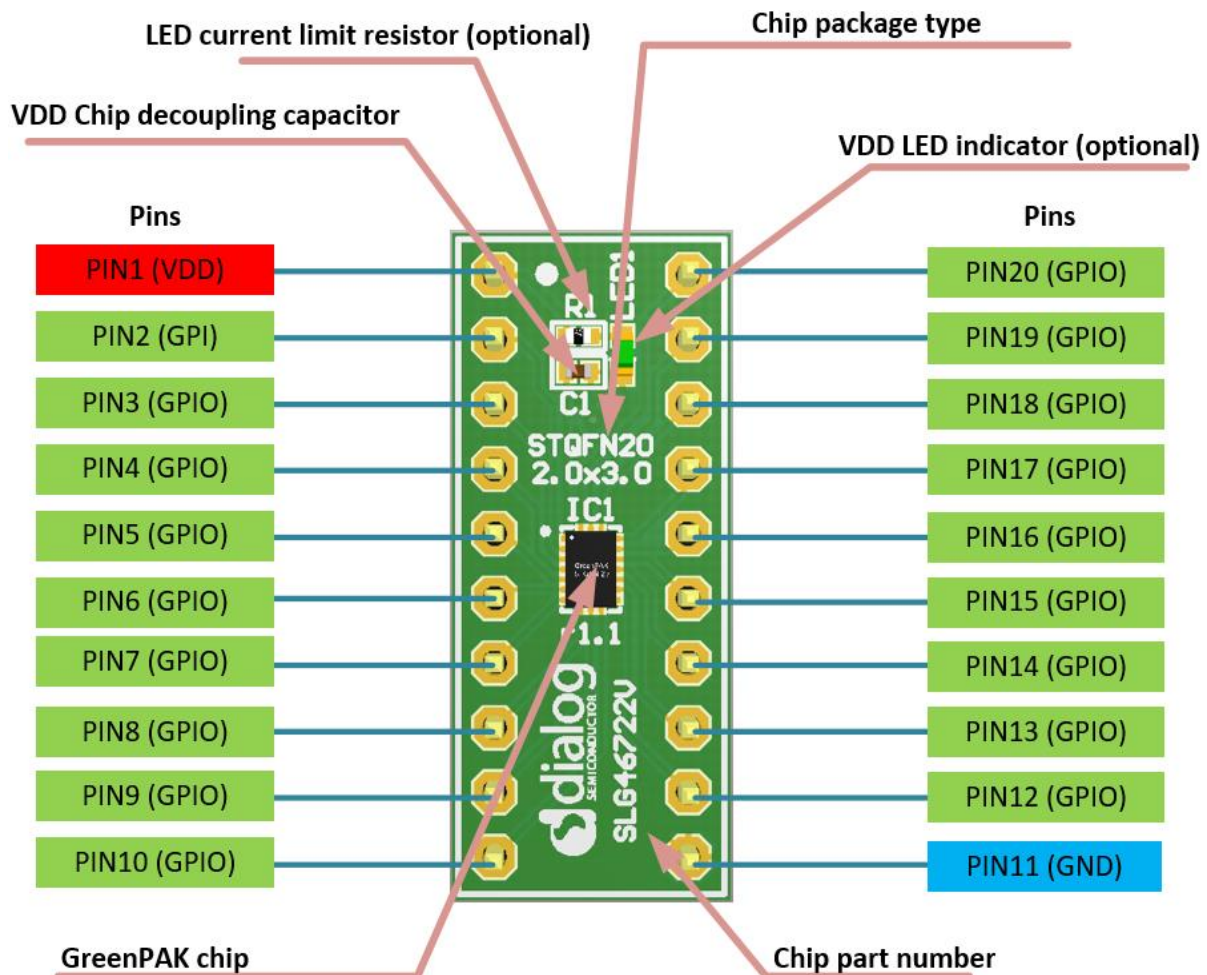 LED current limit resistor (optional)
Chip package type
VDD Chip decoupling capacitor
VDD LED indicator (optional)
Pins
Pins
PIN1 (VDD)
PIN2 (GPI)
PIN3 (GPIO)
PIN4 (GPIO)
PIN5 (GPIO)
PIN6 (GPIO)
PIN7 (GPIO)
PIN8 (GPIO)
PIN9 (GPIO)
PIN10 (GPIO)
R1
LED1
C1
STQFN20
2.0x3.0
IC1
GreenPAK
r1.1
dialog
SEMICONDUCTOR
SLG46722V
PIN20 (GPIO)
PIN19 (GPIO)
PIN18 (GPIO)
PIN17 (GPIO)
PIN16 (GPIO)
PIN15 (GPIO)
PIN14 (GPIO)
PIN13 (GPIO)
PIN12 (GPIO)
PIN11 (GND)
GreenPAK chip
Chip part number